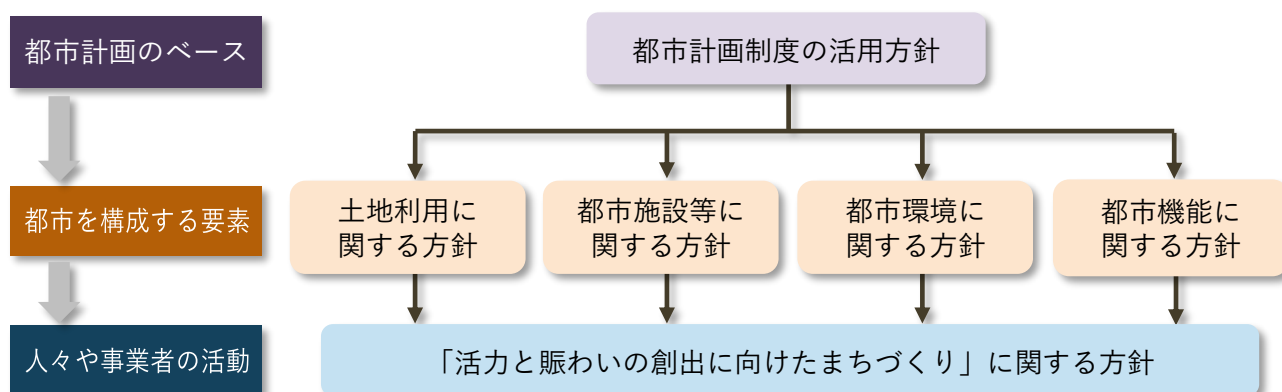 都市計画のベース
都市計画制度の活用方針
都市を構成する要素
土地利用に
関する方針
都市施設等に
関する方針
都市環境に
関する方針
都市機能に
関する方針
人々や事業者の活動
「活力と賑わいの創出に向けたまちづくり」に関する方針